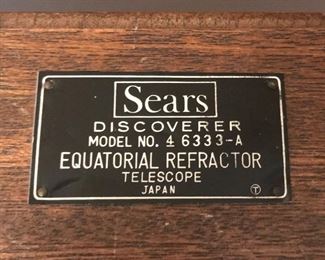 Sears
DISCOVERER
MODEL NO. 4 6333-A
EQUATORIAL REFRACTOR
TELESCOPE
JAPAN
T